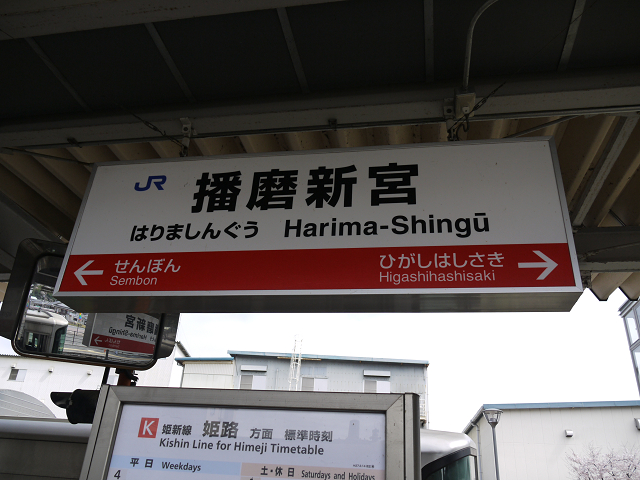 JR 播磨新宮
はりましんぐう Harima-Shingū
← せんぼん ひがしはしさき →
Sembon Higashihashisaki
K 姫新線 姫路 方面 標準時刻
Kishin Line for Himeji Timetable
平日 Weekdays 土・休日 Saturdays and Holidays
4